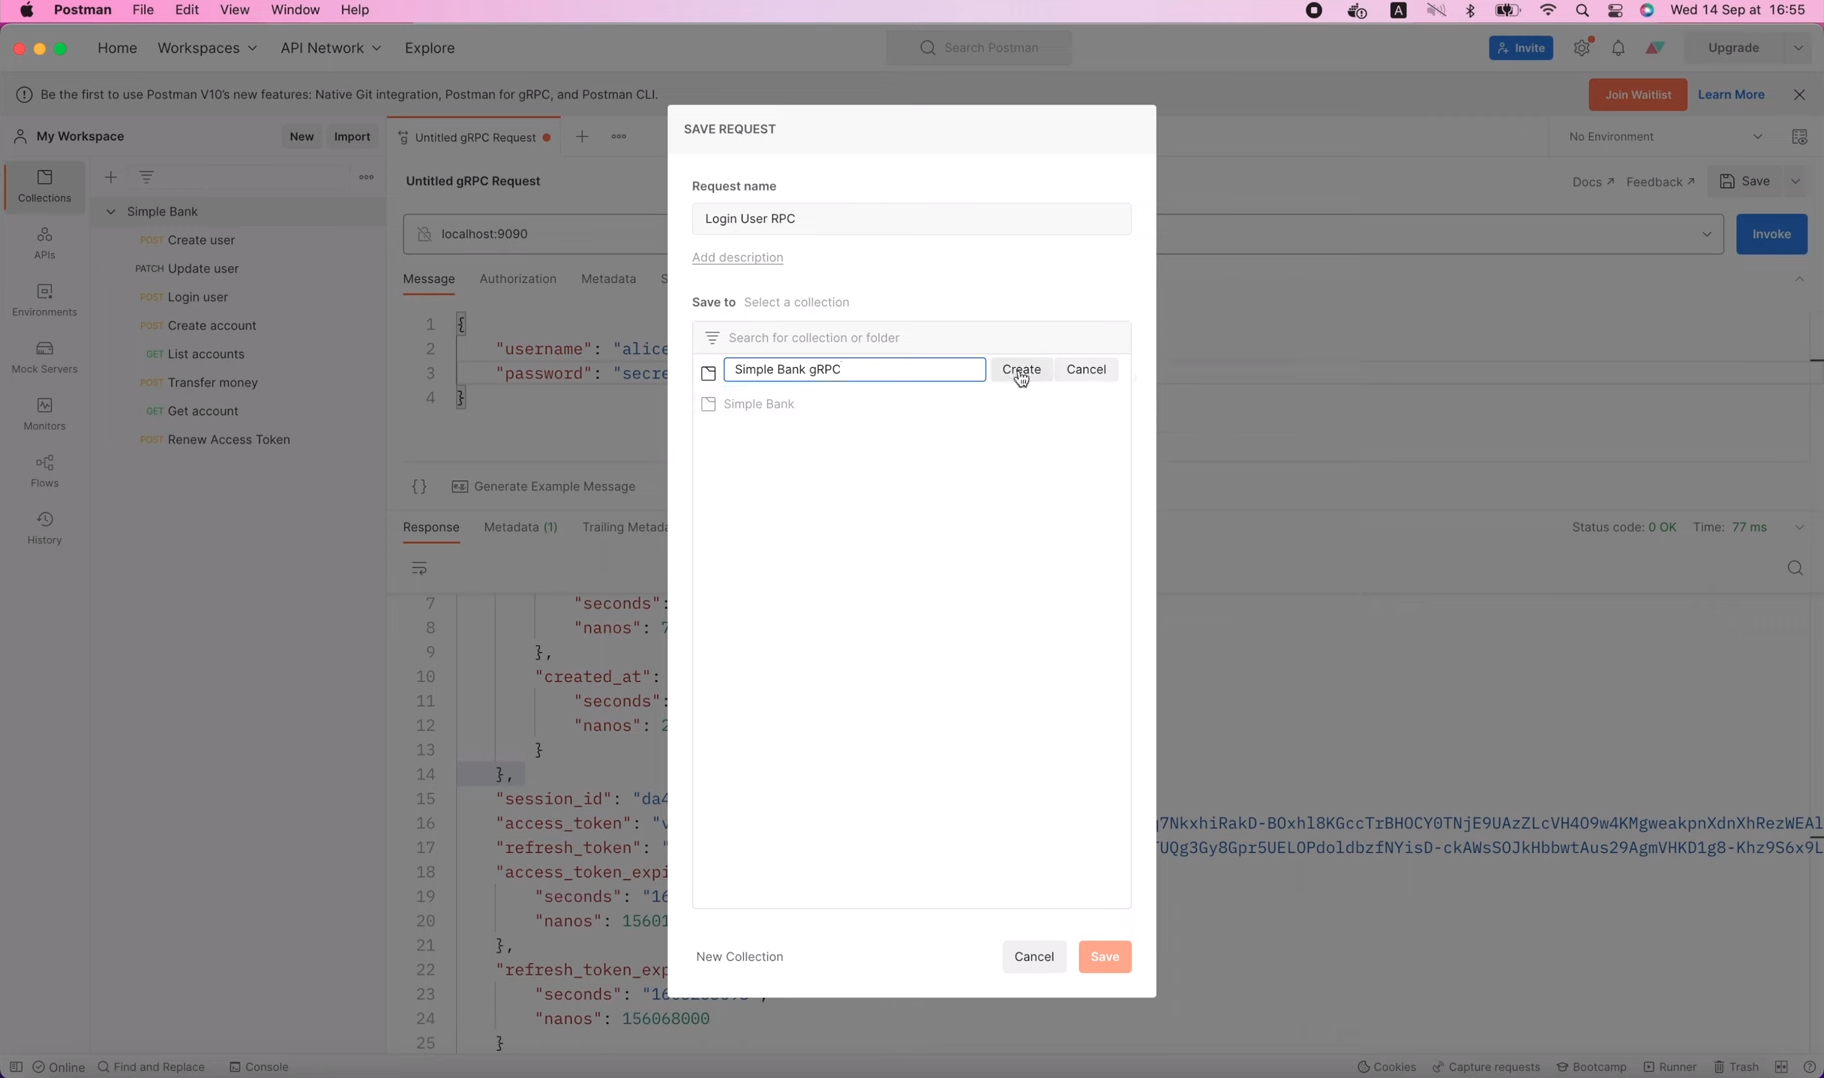 Postman File Edit View Window Help A Wed 14 Sep at 16:55
Home Workspaces API Network Explore Search Postman Invite Upgrade
Be the first to use Postman V10's new features: Native Git integration, Postman for gRPC, and Postman CLI. Join Waitlist Learn More
My Workspace New Import Untitled gRPC Request No Environment
Collections
APIs
Environments
Mock Servers
Monitors
Flows
History
Simple Bank
POST Create user
PATCH Update user
POST Login user
POST Create account
GET List accounts
POST Transfer money
GET Get account
POST Renew Access Token
Untitled gRPC Request Docs Feedback Save
localhost:9090 Invoke
Message Authorization Metadata S
1 {
2 "username": "alice
3 "password": "secre
4 }
{} Generate Example Message
Response Metadata (1) Trailing Metada Status code: 0 OK Time: 77 ms
7 "seconds":
8 "nanos": 7
9 },
10 "created_at":
11 "seconds":
12 "nanos": 2
13 }
14 },
15 "session_id": "da4
16 "access_token": "v
17 "refresh_token": "
18 "access_token_expi
19 "seconds": "16
20 "nanos": 15601
21 },
22 "refresh_token_exp
23 "seconds":
24 "nanos": 156068000
25 }
SAVE REQUEST
Request name
Login User RPC
Add description
Save to Select a collection
Search for collection or folder
Simple Bank gRPC Create Cancel
Simple Bank
New Collection Cancel Save
Online Find and Replace Console Cookies Capture requests Bootcamp Runner Trash